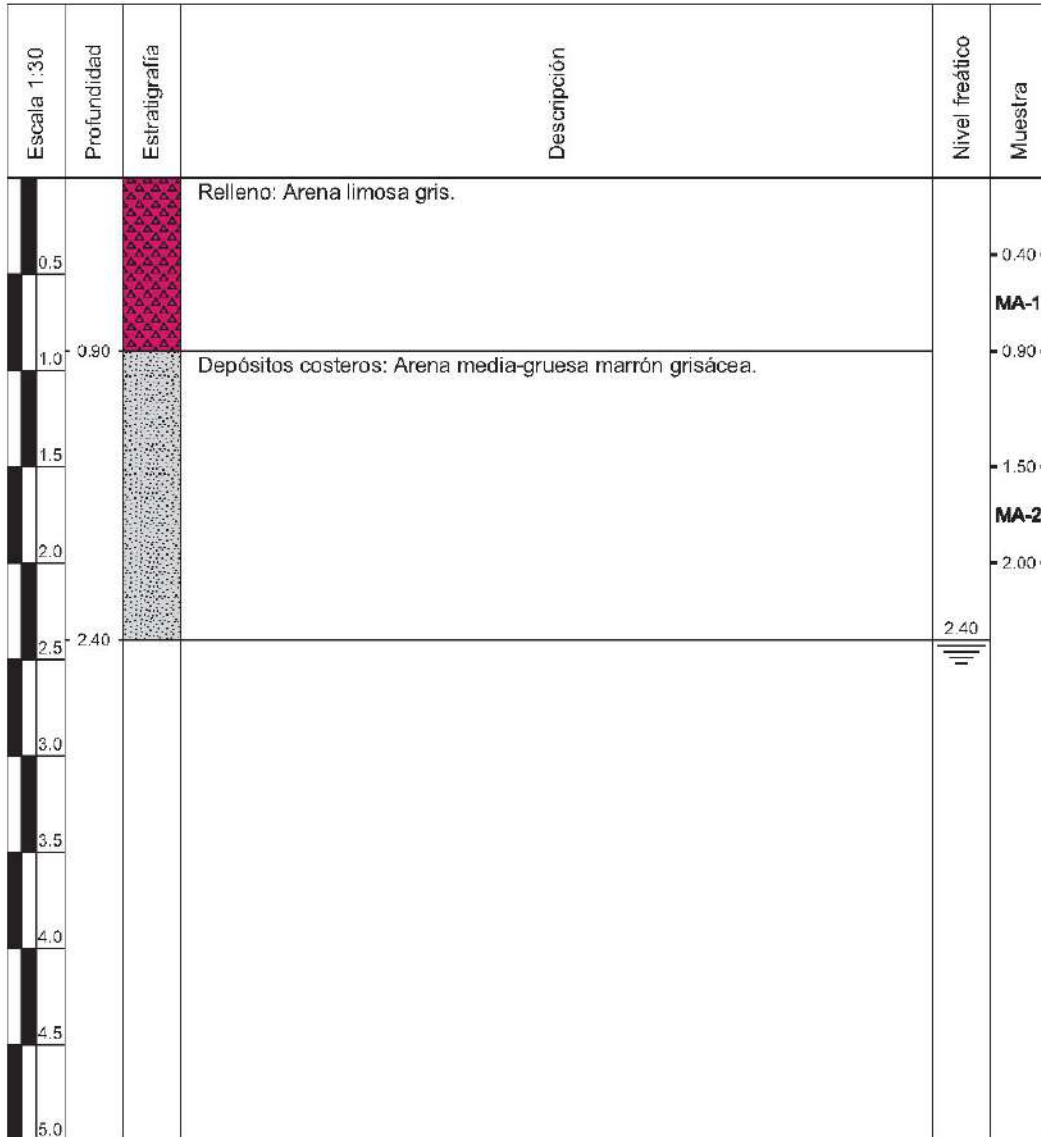 Escala 1:30
Profundidad
Estratigrafía
Descripción
Nivel freático
Muestra
Relleno: Arena limosa gris.
0.40
0.5
MA-1
0.90
0.90
1.0
Depósitos costeros: Arena media-gruesa marrón grisácea.
1.5
1.50
MA-2
2.0
2.00
2.40
2.40
2.5
3.0
3.5
4.0
4.5
5.0